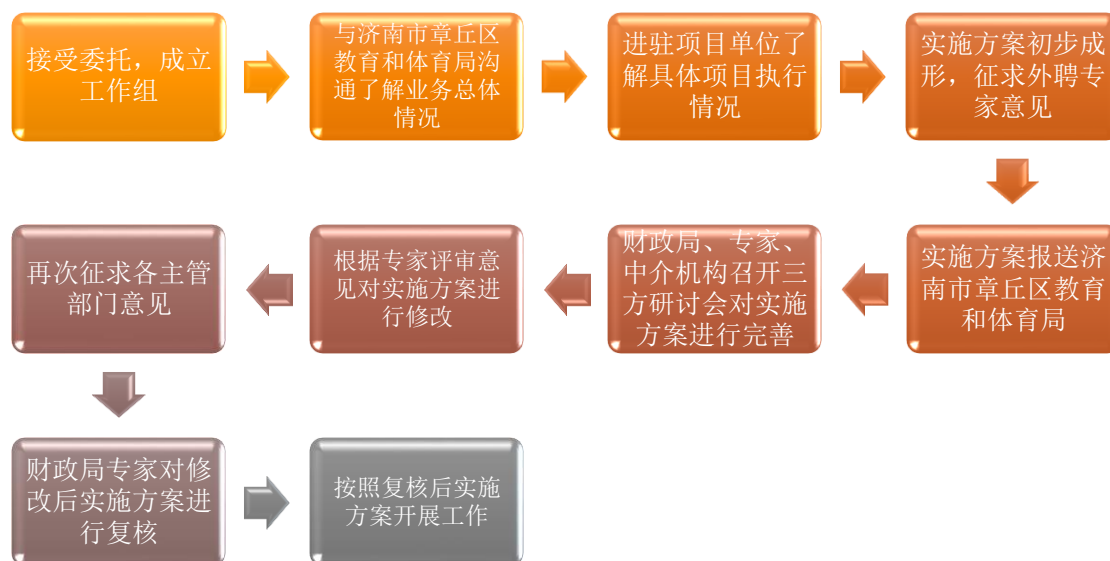 接受委托，成立
工作组
与济南市章丘区
教育和体育局沟
通了解业务总体
情况
进驻项目单位了
解具体项目执行
情况
实施方案初步成
形，征求外聘专
家意见
实施方案报送济
南市章丘区教育
和体育局
财政局、专家、
中介机构召开三
方研讨会对实施
方案进行完善
根据专家评审意
见对实施方案进
行修改
再次征求各主管
部门意见
财政局专家对修
改后实施方案进
行复核
按照复核后实施
方案开展工作